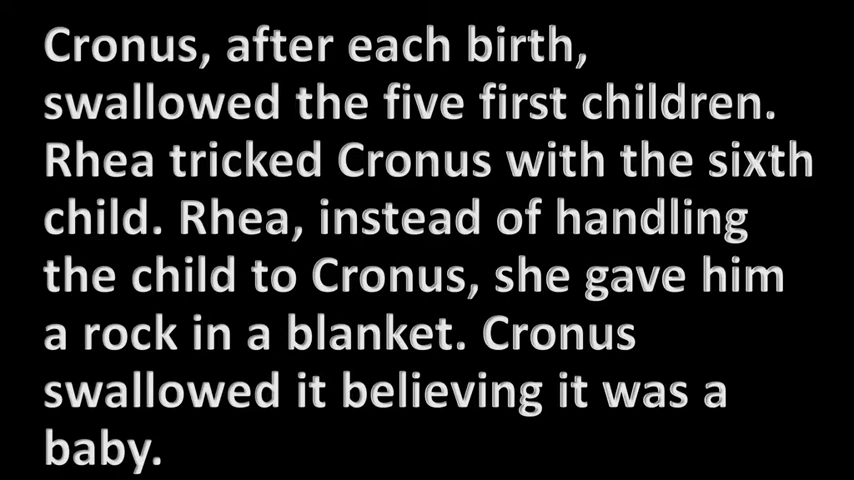 Cronus, after each birth,
swallowed the five first children.
Rhea tricked Cronus with the sixth
child. Rhea, instead of handling
the child to Cronus, she gave him
a rock in a blanket. Cronus
swallowed it believing it was a
baby.